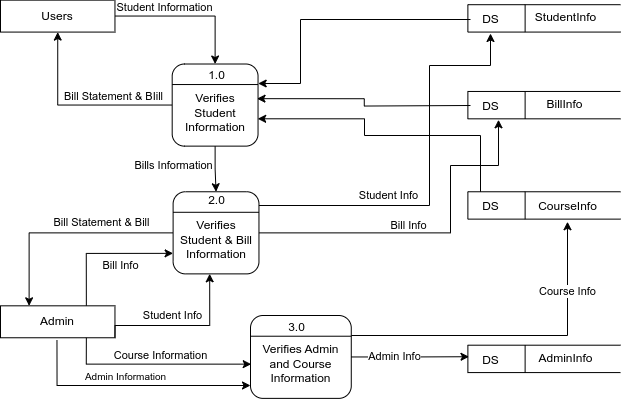 Users
Student Information
DS
StudentInfo
1.0
Verifies
Student
Information
Bill Statement & Blill
DS
BillInfo
Bills Information
2.0
Verifies
Student & Bill
Information
Student Info
DS
CourseInfo
Bill Statement & Bill
Bill Info
Bill Info
Course Info
Admin
Student Info
3.0
Verifies Admin
and Course
Information
Course Information
Admin Info
DS
AdminInfo
Admin Information